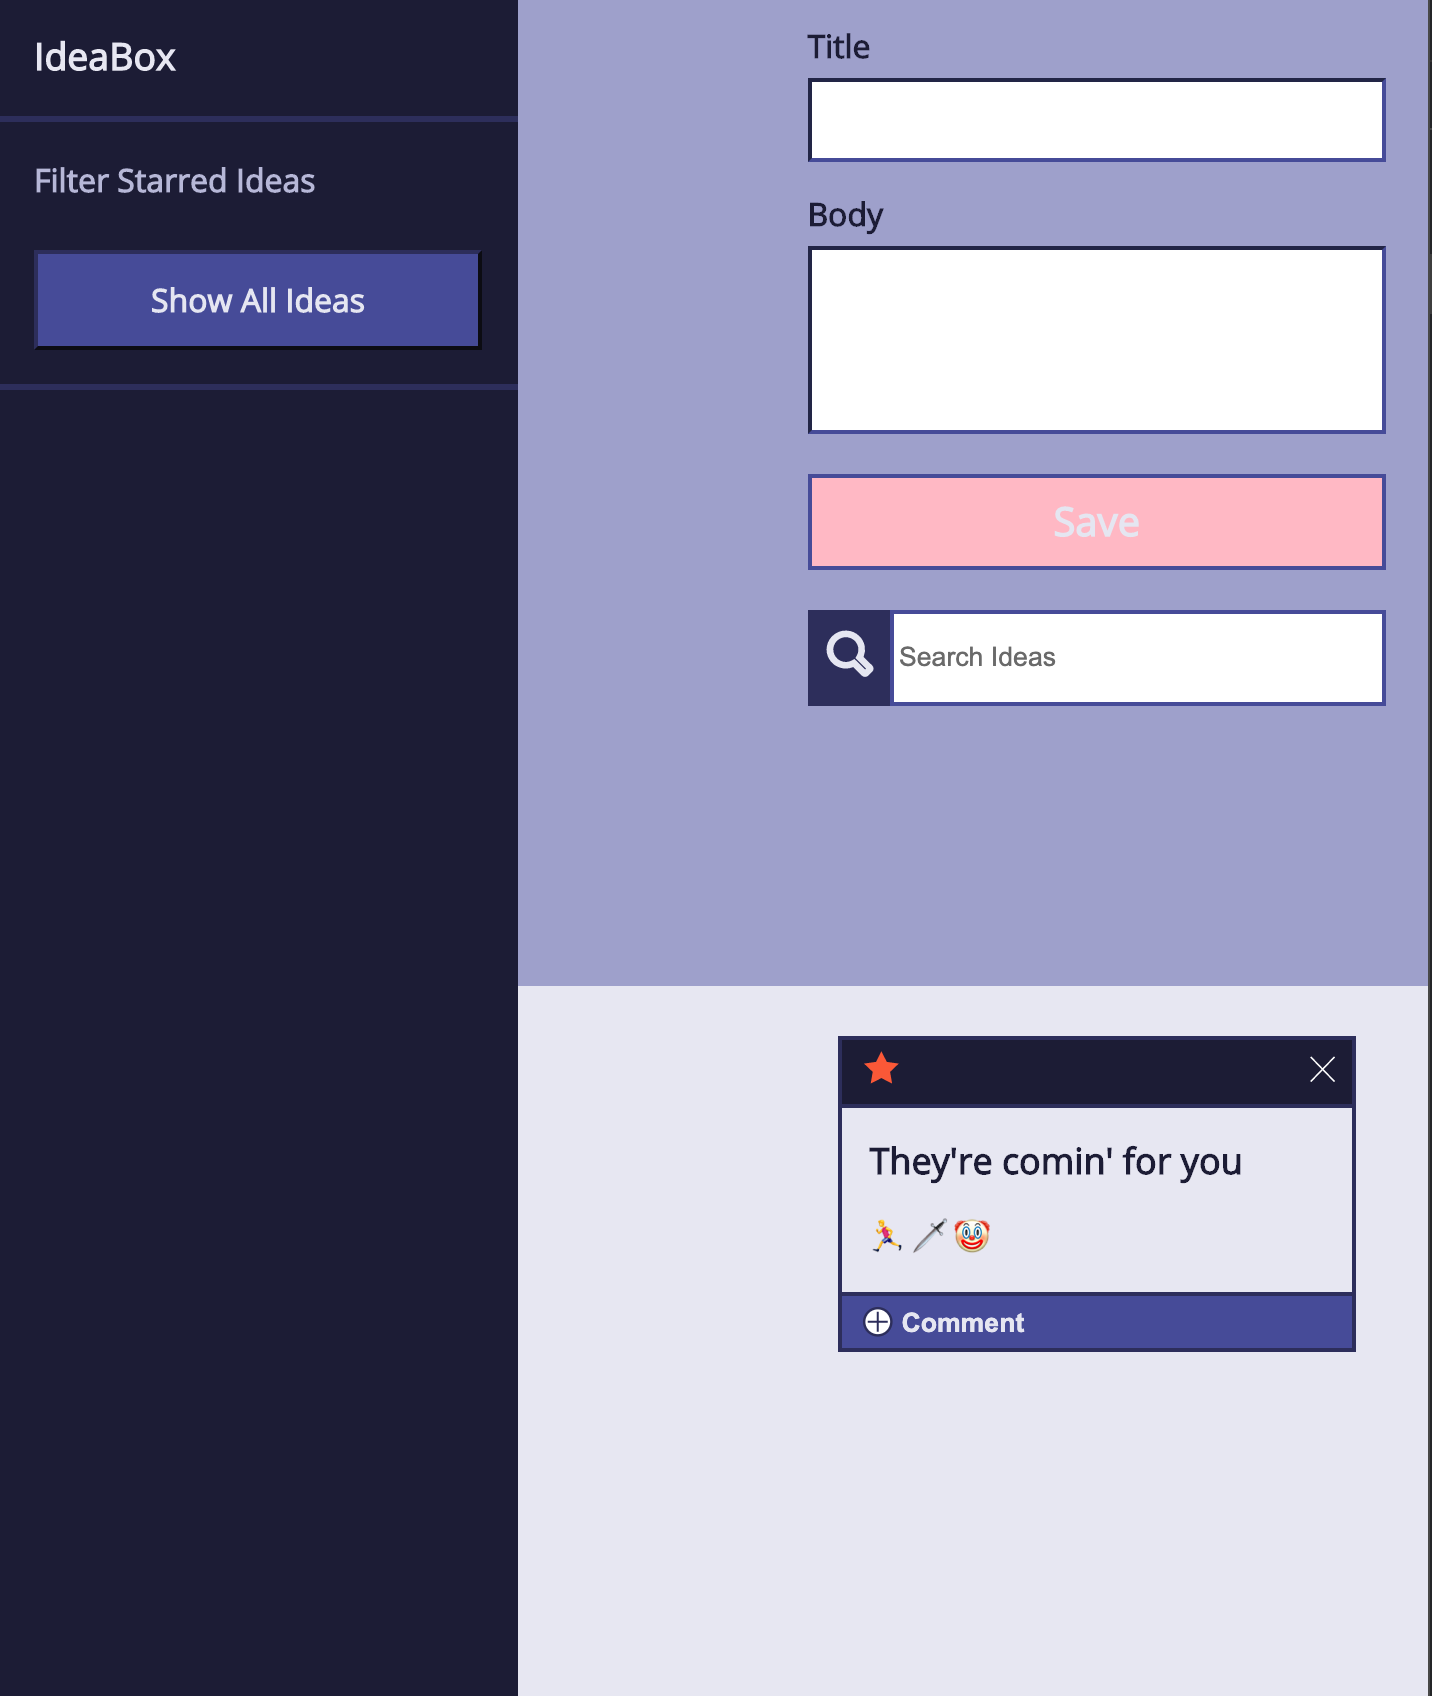 IdeaBox
Filter Starred Ideas
Show All Ideas
Title
Body
Save
Search Ideas
They're comin' for you
🏃‍♀️🗡️🤡
Comment